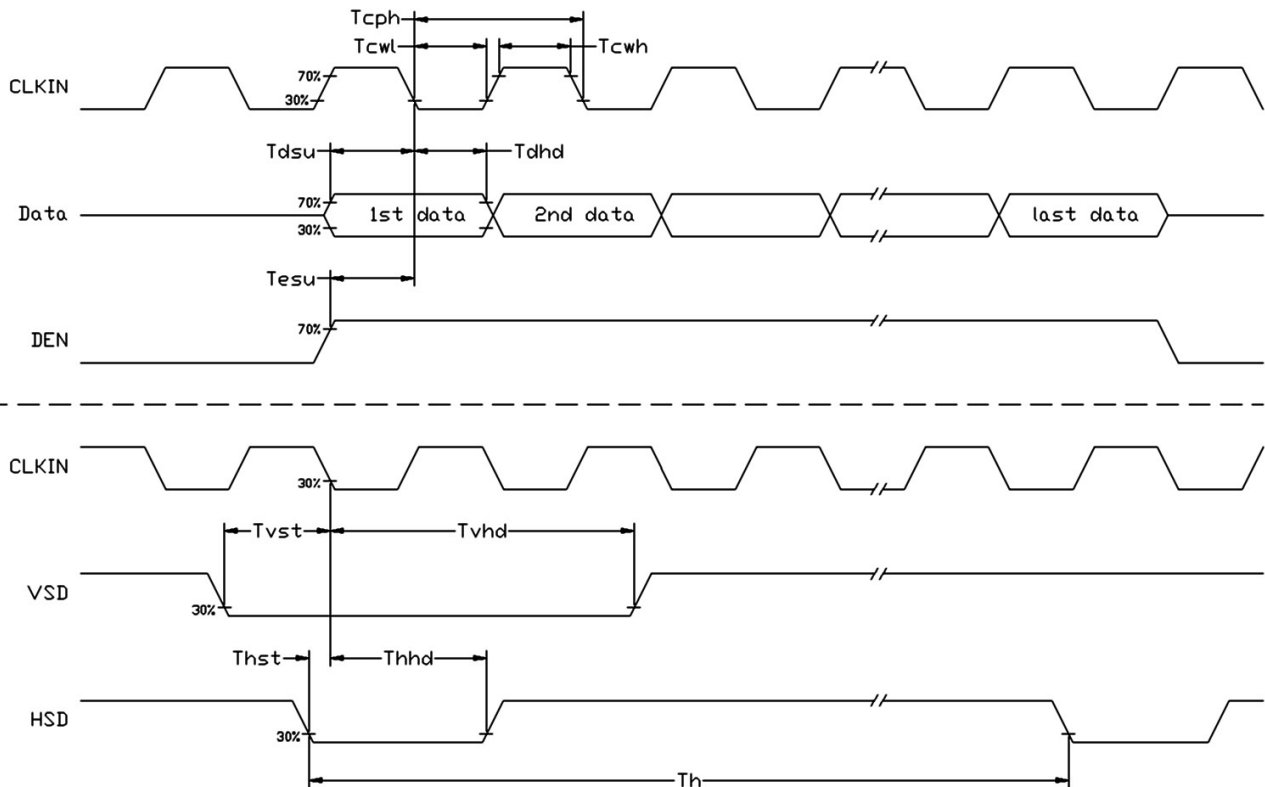 Tcph
Tcwl Tcwh
CLKIN
70%
30%
Tdsu Tdhd
Data
70%
30%
1st data 2nd data last data
Tesu
DEN
70%
CLKIN
30%
Tvst Tvhd
VSD
30%
Thst Thhd
HSD
30%
Th